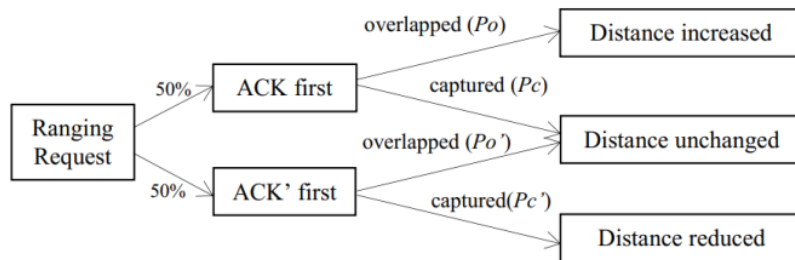 overlapped (Po)
Distance increased
50%
ACK first
captured (Pc)
Ranging
Request
overlapped (Po’)
Distance unchanged
50%
ACK’ first
captured(Pc’)
Distance reduced